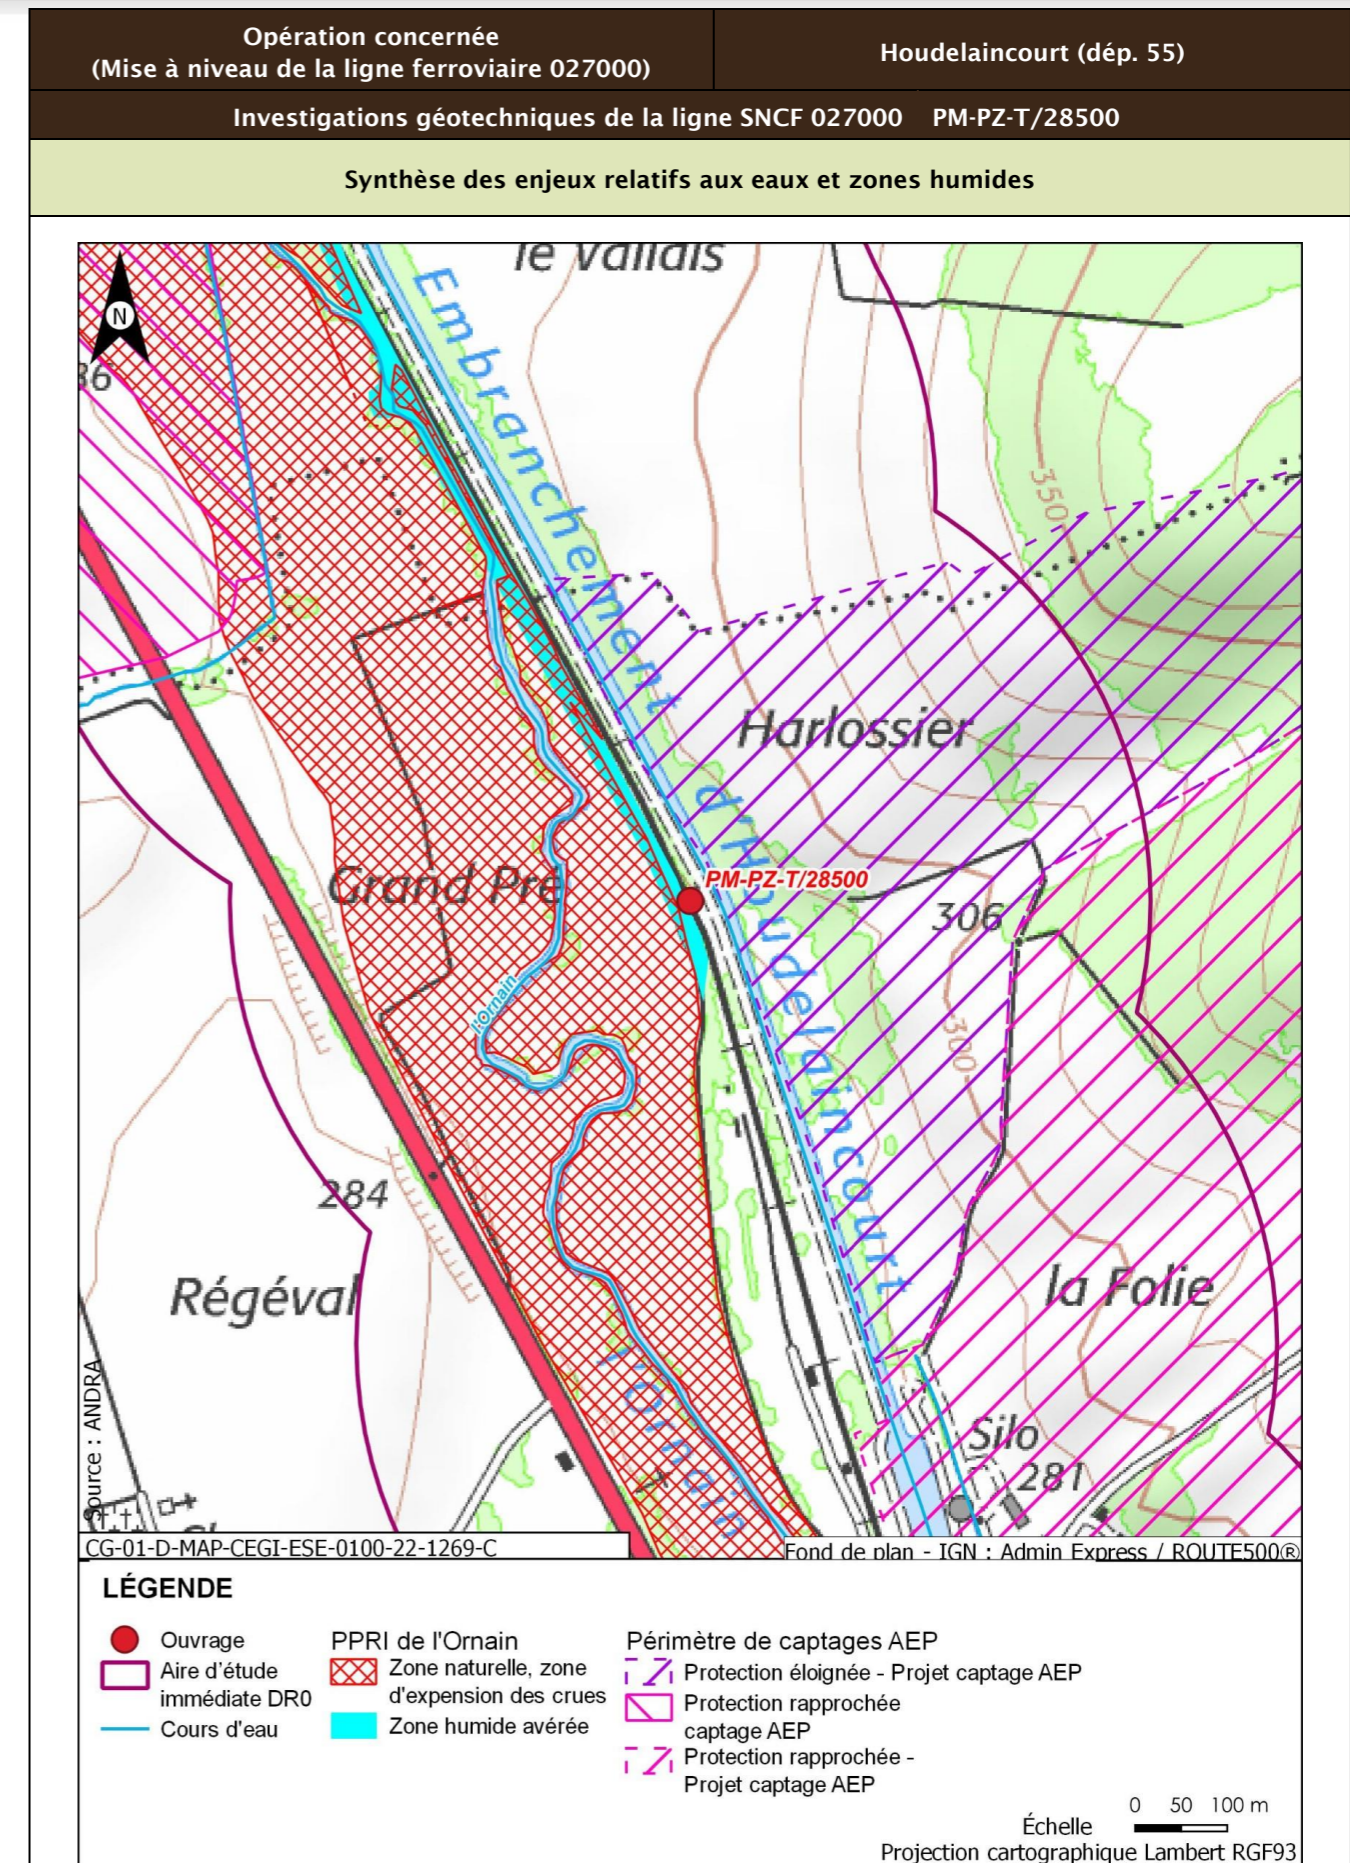 Opération concernée
(Mise à niveau de la ligne ferroviaire 027000)
Houdelaincourt (dép. 55)
Investigations géotechniques de la ligne SNCF 027000 PM-PZ-T/28500
Synthèse des enjeux relatifs aux eaux et zones humides
le Vallais
N
Embranchement d'Houdelaincourt
350
Harlossier
PM-PZ-T/28500
Grand Pré
306
l'Ornain
300
284
Régéval
la Folie
l'Ornain
Silo
281
Source : ANDRA
CG-01-D-MAP-CEGI-ESE-0100-22-1269-C
Fond de plan - IGN : Admin Express / ROUTE500®
LÉGENDE
Ouvrage
Aire d'étude
immédiate DR0
Cours d'eau
PPRI de l'Ornain
Zone naturelle, zone
d'expension des crues
Zone humide avérée
Périmètre de captages AEP
Protection éloignée - Projet captage AEP
Protection rapprochée
captage AEP
Protection rapprochée -
Projet captage AEP
0 50 100 m
Échelle
Projection cartographique Lambert RGF93